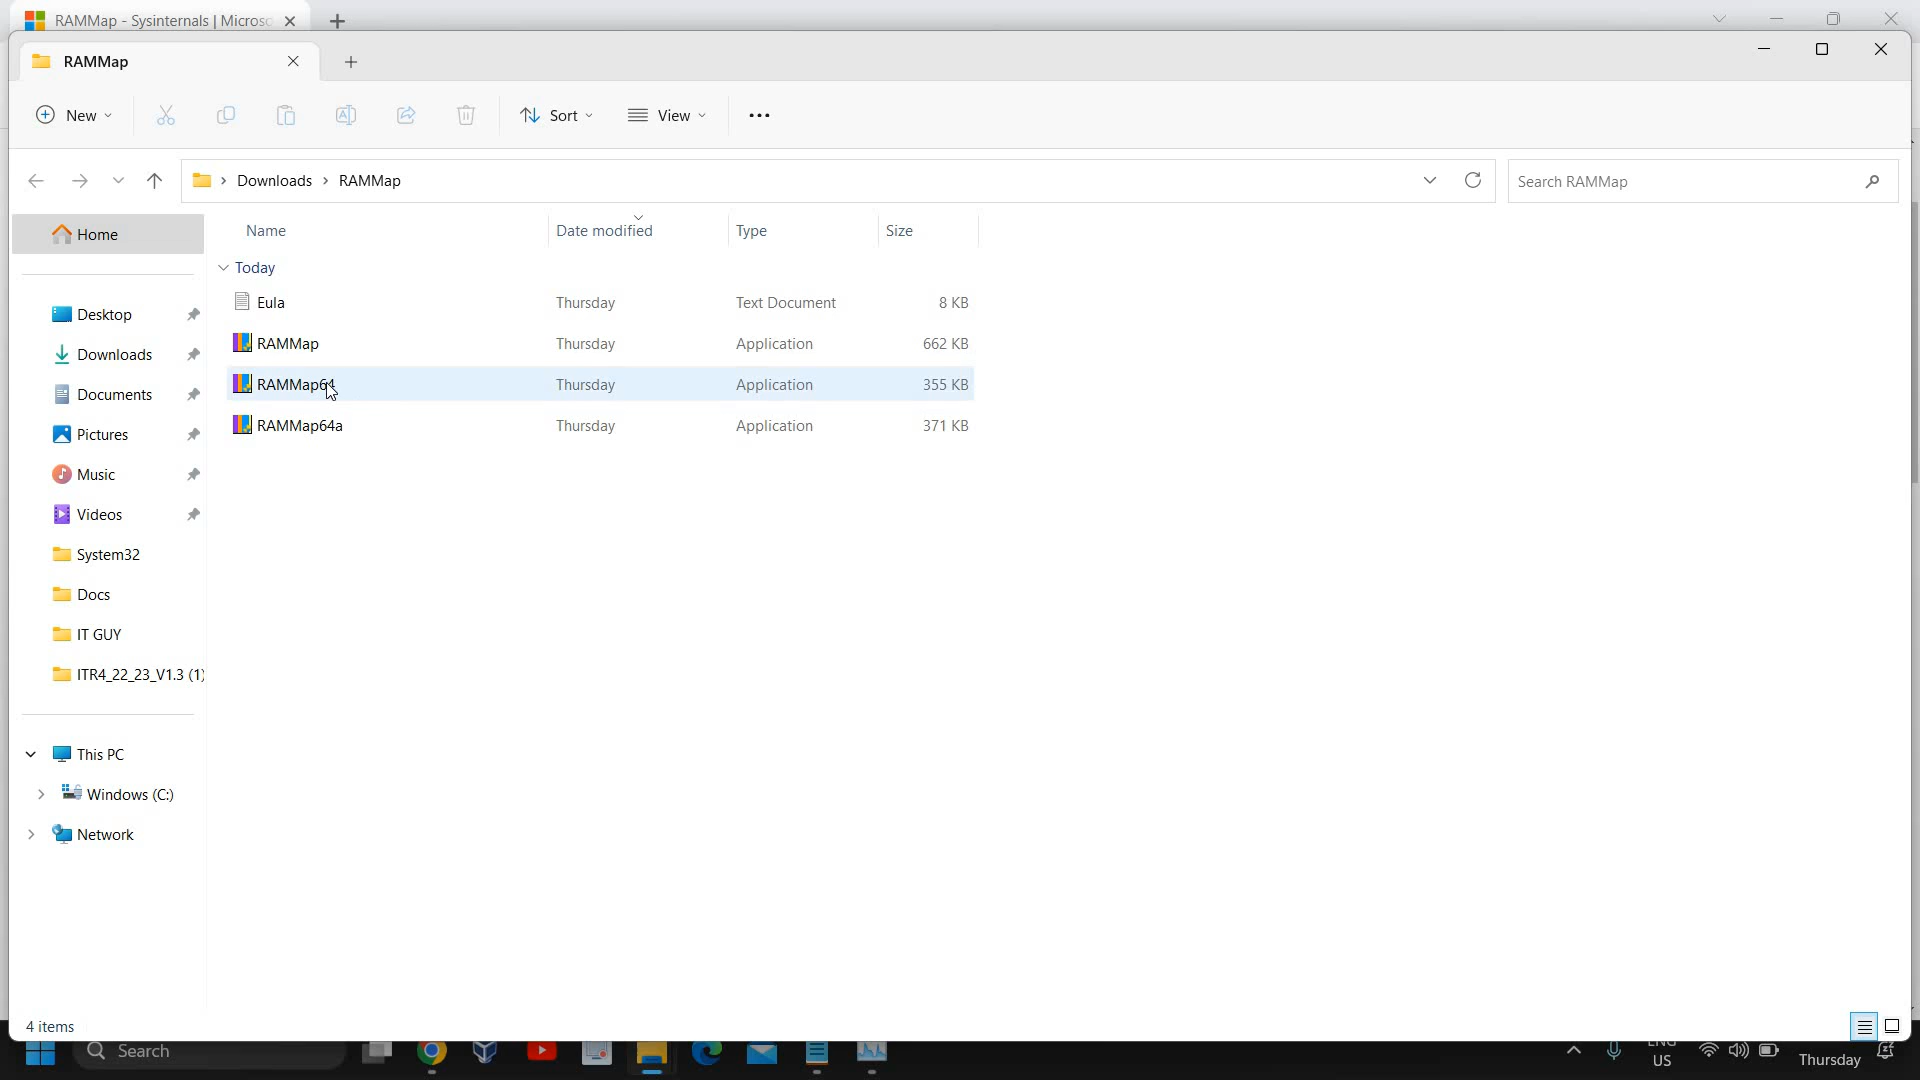 RAMMap - Sysinternals | Microso
RAMMap
New
Sort
View
Downloads
RAMMap
Search RAMMap
Home
Name
Date modified
Type
Size
Today
Eula
Thursday
Text Document
8 KB
RAMMap
Thursday
Application
662 KB
RAMMap64
Thursday
Application
355 KB
RAMMap64a
Thursday
Application
371 KB
Desktop
Downloads
Documents
Pictures
Music
Videos
System32
Docs
IT GUY
ITR4_22_23_V1.3 (1)
This PC
Windows (C:)
Network
4 items
Search
ENG
US
Thursday